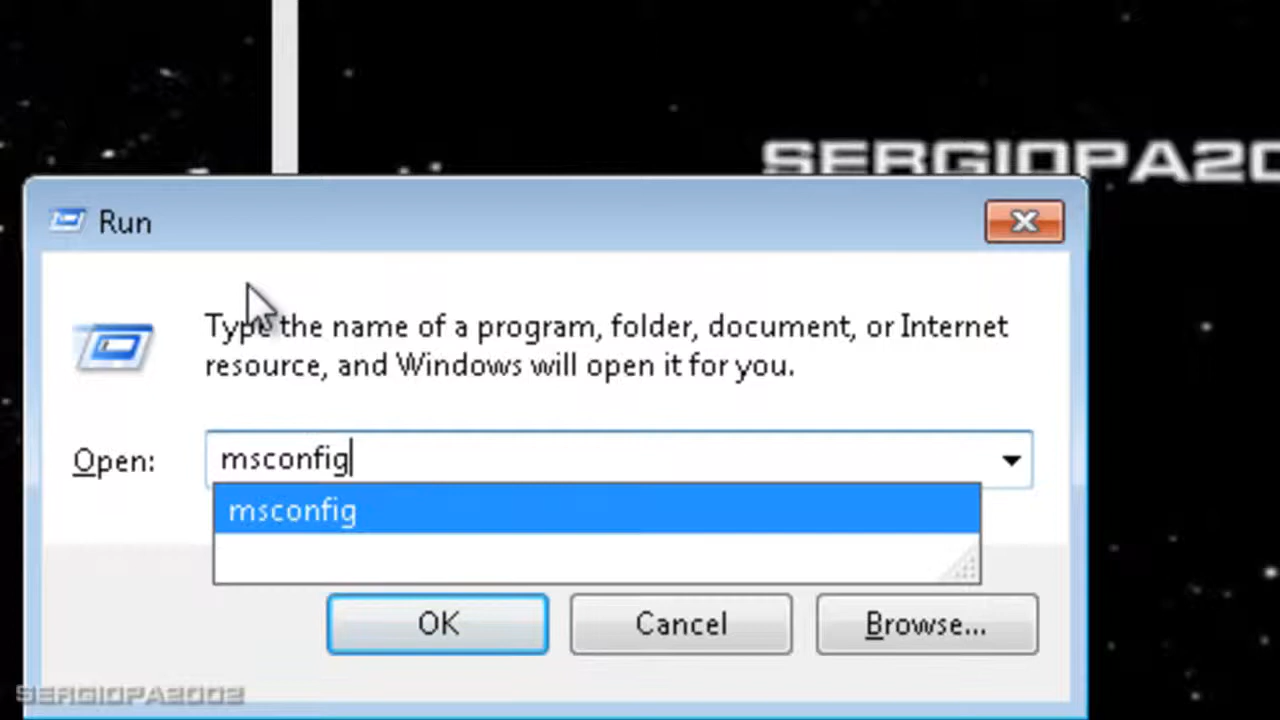 SERGIOPA20
Run
Type the name of a program, folder, document, or Internet
resource, and Windows will open it for you.
Open: msconfig
msconfig
OK Cancel Browse...
SERGIOPA2002